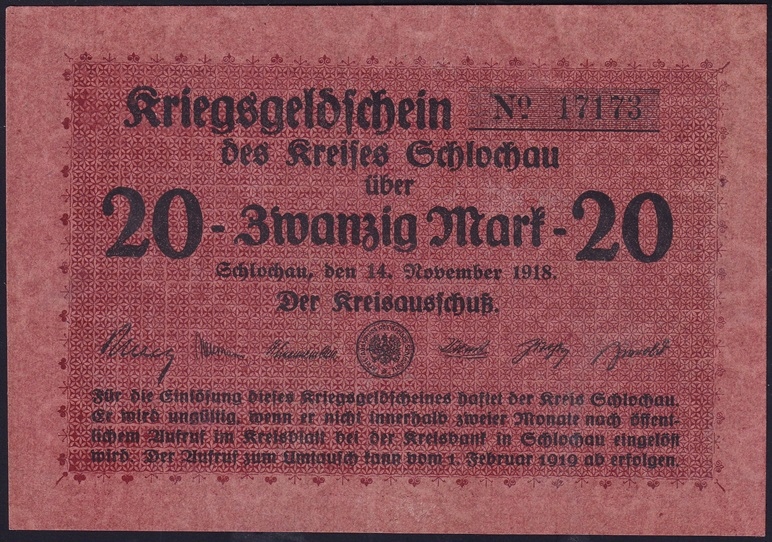 Kriegsgeldschein No 17173
des Kreises Schlochau
über
20 - Zwanzig Mark - 20
Schlochau, den 14. November 1918.
Der Kreisausschuß.
Für die Einlösung dieses Kriegsgeldscheines haftet der Kreis Schlochau.
Er wird ungültig, wenn er nicht innerhalb zweier Monate nach öffent-
lichem Aufruf im Kreisblatt bei der Kreisbank in Schlochau eingelöst
wird. Der Aufruf zum Umtausch kann vom 1. Februar 1919 ab erfolgen.